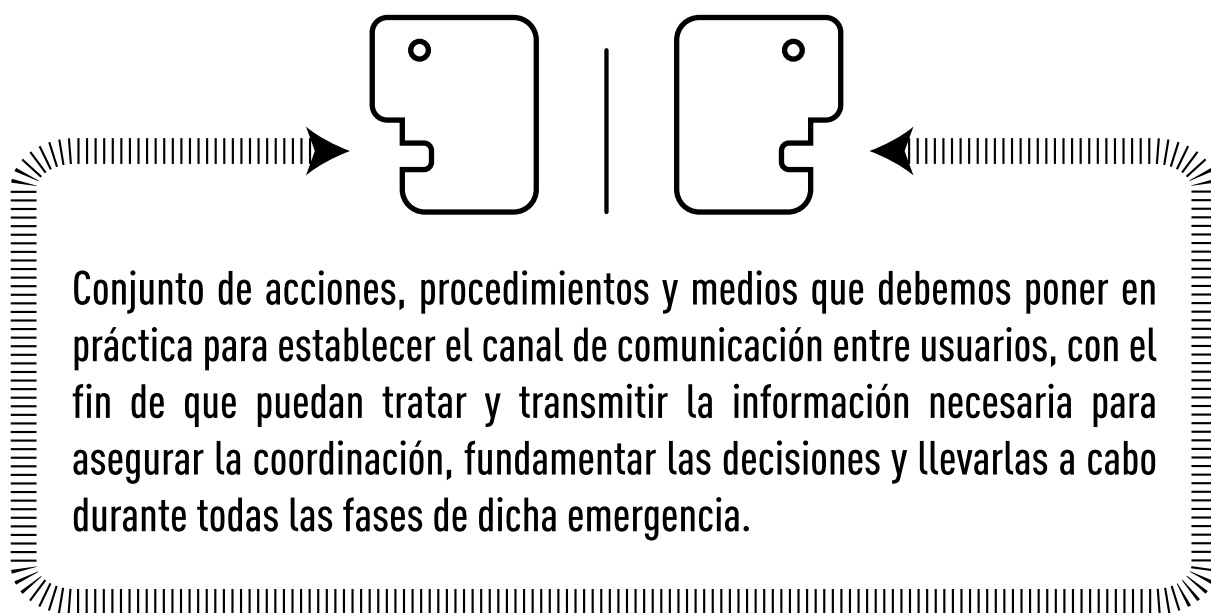 Conjunto de acciones, procedimientos y medios que debemos poner en
práctica para establecer el canal de comunicación entre usuarios, con el
fin de que puedan tratar y transmitir la información necesaria para
asegurar la coordinación, fundamentar las decisiones y llevarlas a cabo
durante todas las fases de dicha emergencia.